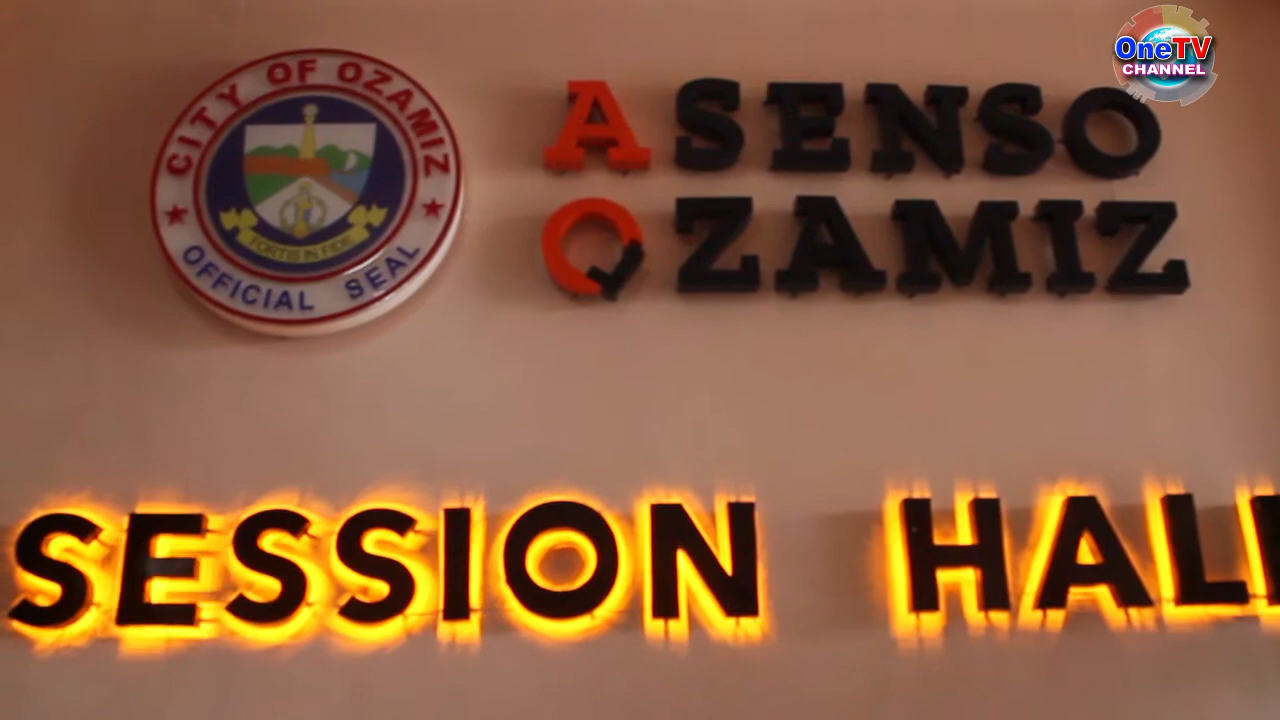 CITY OF OZAMIZ
FORTIS IN FIDE
OFFICIAL SEAL
ASENSO
OZAMIZ
OneTV
CHANNEL
SESSION HALL